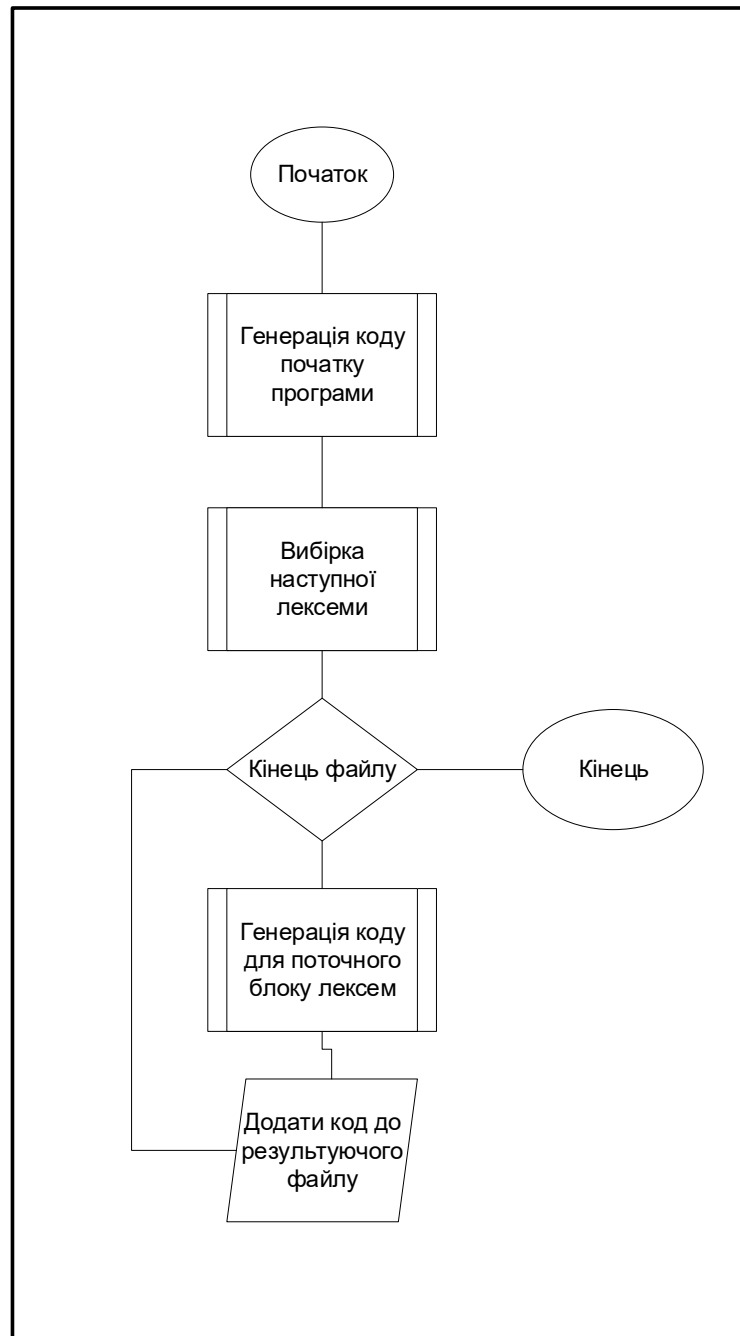 Початок
Генерація коду
початку
програми
Вибірка
наступної
лексеми
Кінець файлу
Кінець
Генерація коду
для поточного
блоку лексем
Додати код до
результуючого
файлу